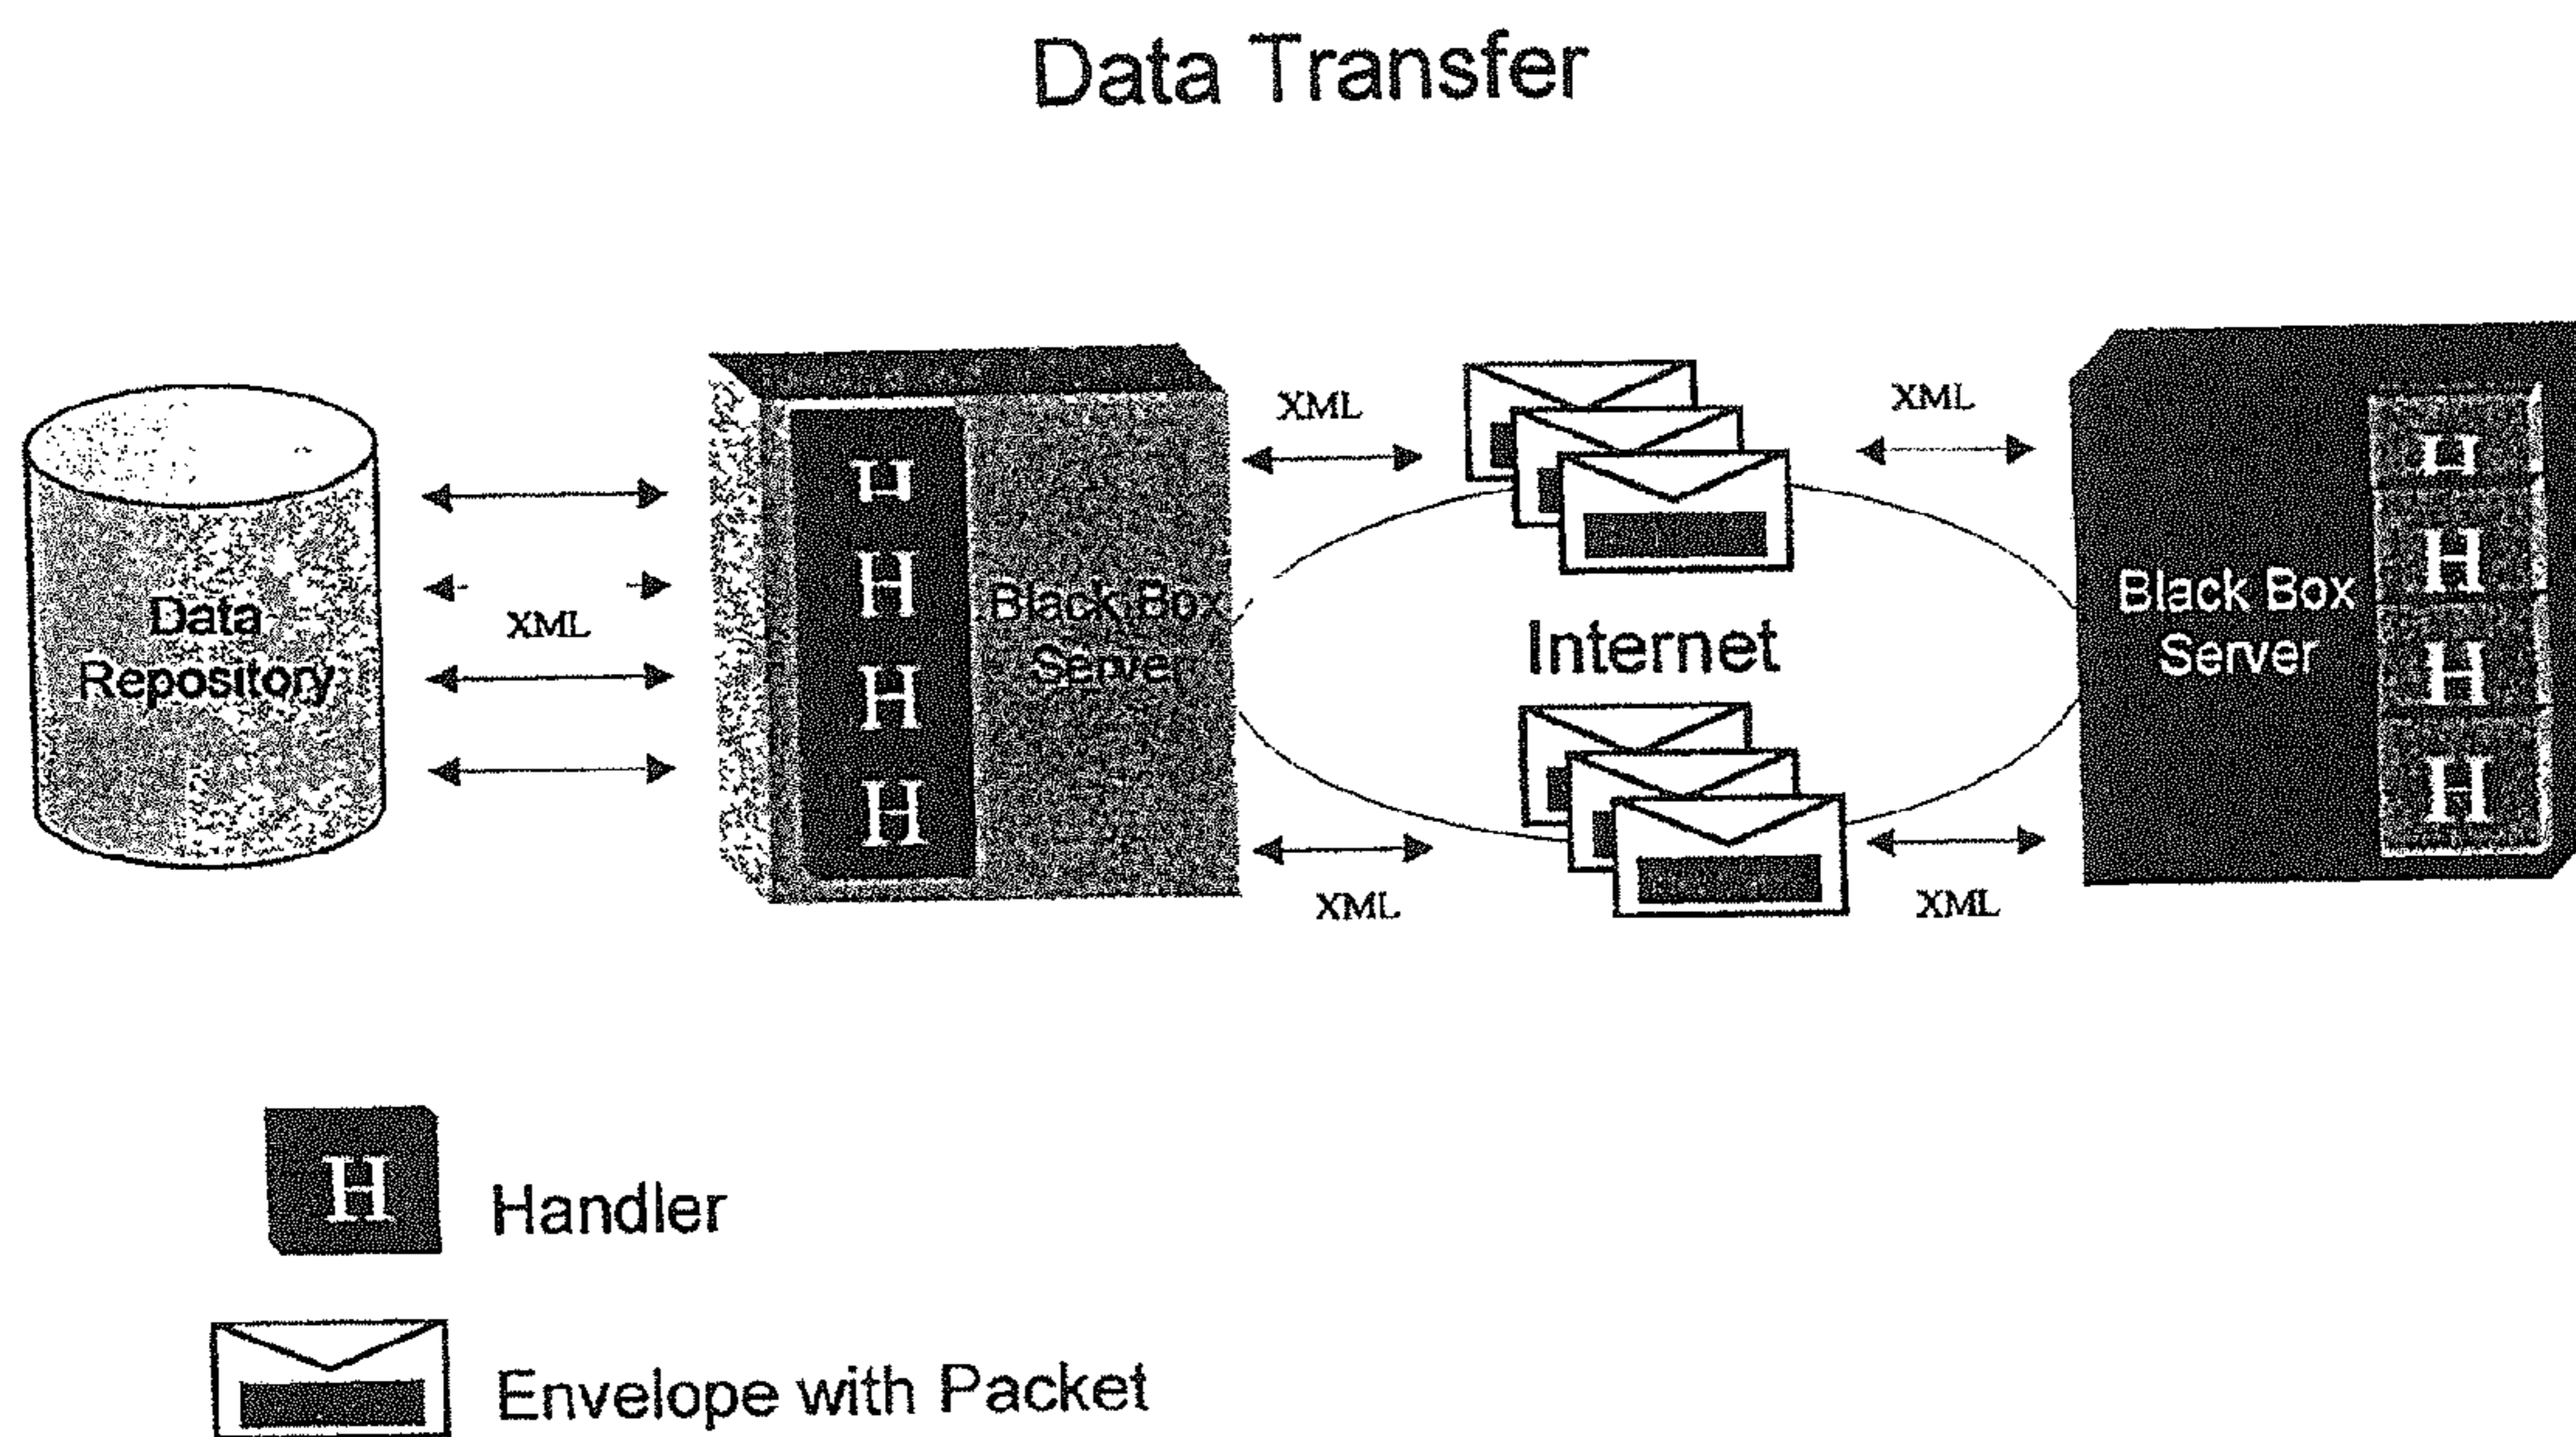 Data Transfer
Data
Repository
XML
H
H
H
H
Black Box
Server
XML
XML
Internet
XML
XML
Black Box
Server
H
H
H
H
H
Handler
Envelope with Packet